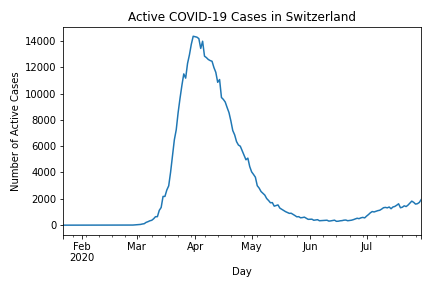 Active COVID-19 Cases in Switzerland
14000
12000
10000
8000
6000
4000
2000
0
Number of Active Cases
Feb Mar Apr May Jun Jul
2020
Day